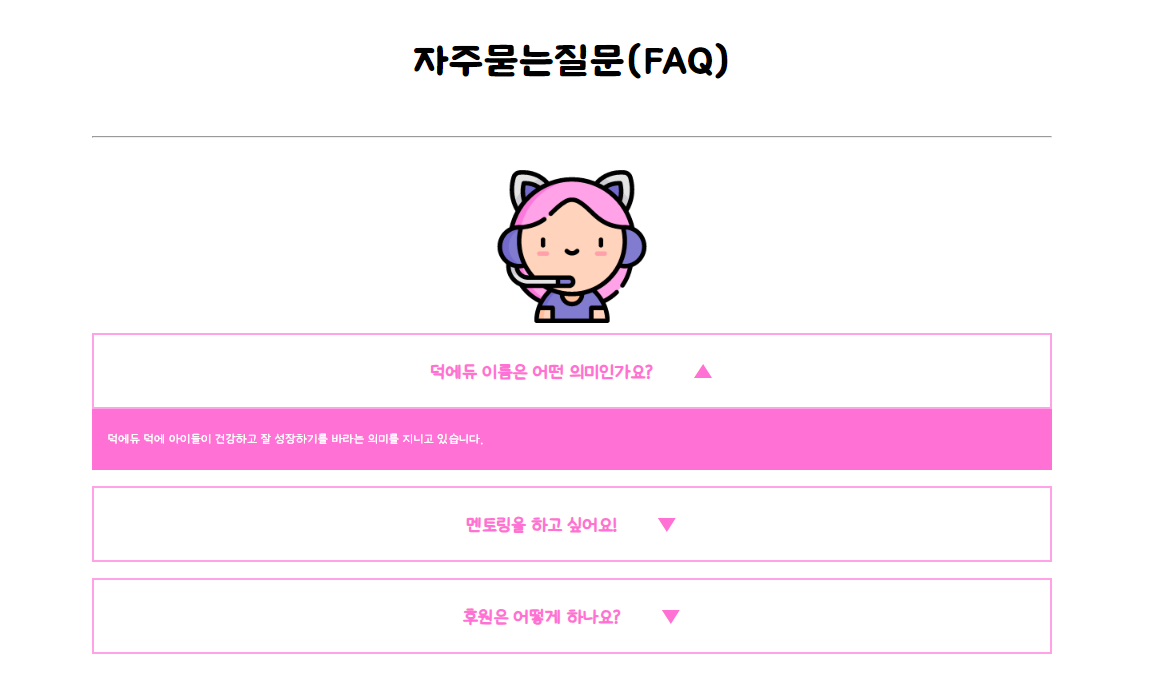 자주묻는질문(FAQ)
덕에듀 이름은 어떤 의미인가요? ▲
덕에듀 덕에 아이들이 건강하고 잘 성장하기를 바라는 의미를 지니고 있습니다.
멘토링을 하고 싶어요! ▼
후원은 어떻게 하나요? ▼